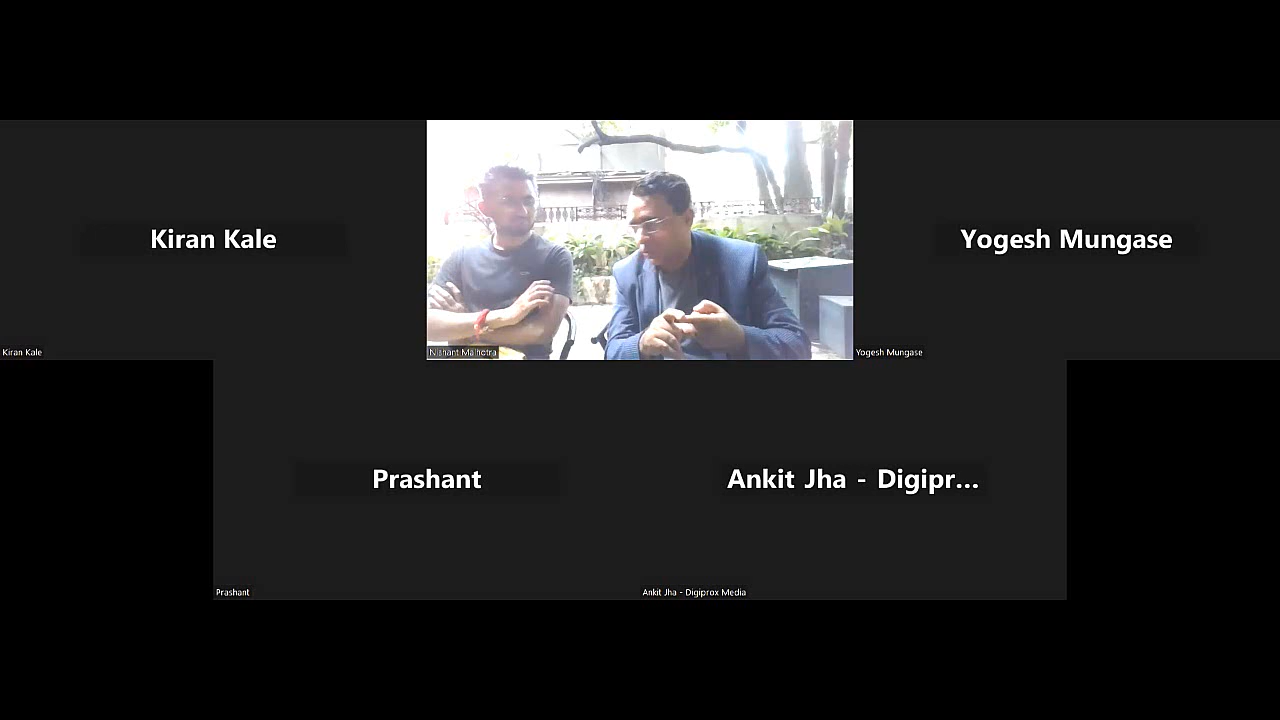 Kiran Kale
Yogesh Mungase
Kiran Kale
Nishant Malhotra
Yogesh Mungase
Prashant
Ankit Jha - Digipr...
Prashant
Ankit Jha - Digiprox Media